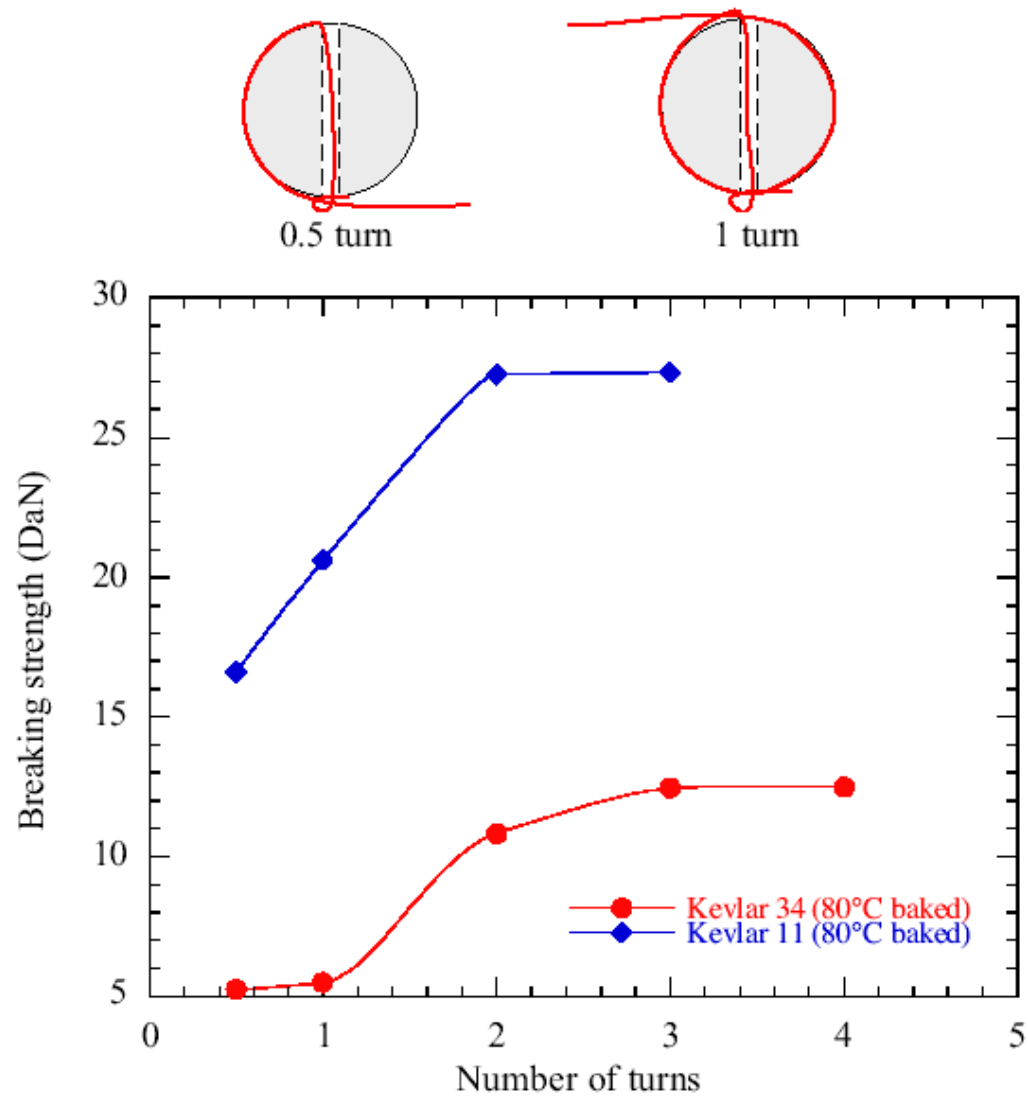 0.5 turn
1 turn
30
25
20
15
10
5
Breaking strength (DaN)
Kevlar 34 (80°C baked)
Kevlar 11 (80°C baked)
0 1 2 3 4 5
Number of turns